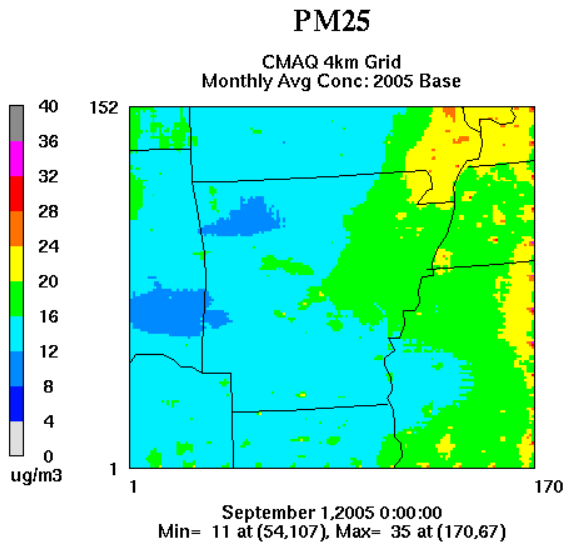 PM25
CMAQ 4km Grid
Monthly Avg Conc: 2005 Base
40
36
32
28
24
20
16
12
8
4
0
ug/m3
152
1
1
170
September 1,2005 0:00:00
Min= 11 at (54,107), Max= 35 at (170,67)